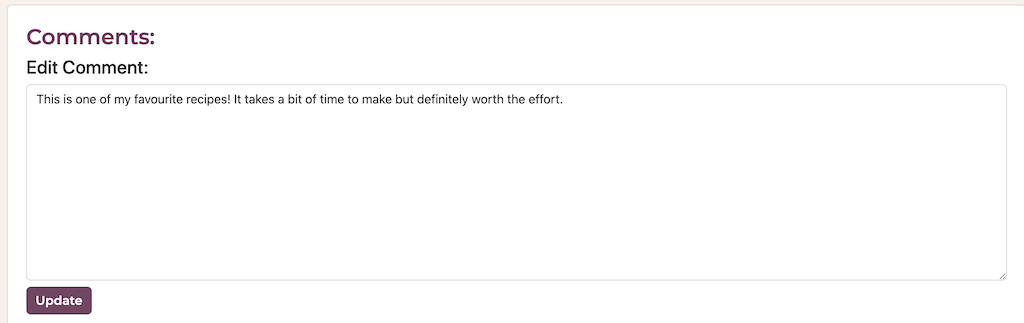 Comments:
Edit Comment:
This is one of my favourite recipes! It takes a bit of time to make but definitely worth the effort.
Update